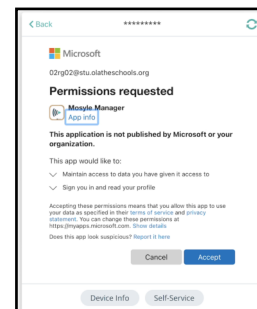 Back
*********
Microsoft
02rg02@stu.olatheschools.org
Permissions requested
Mosyle Manager
App info
This application is not published by Microsoft or your
organization.
This app would like to:
Maintain access to data you have given it access to
Sign you in and read your profile
Accepting these permissions means that you allow this app to use
your data as specified in their terms of service and privacy
statement. You can change these permissions at
https://myapps.microsoft.com. Show details
Does this app look suspicious? Report it here
Cancel
Accept
Device Info
Self-Service